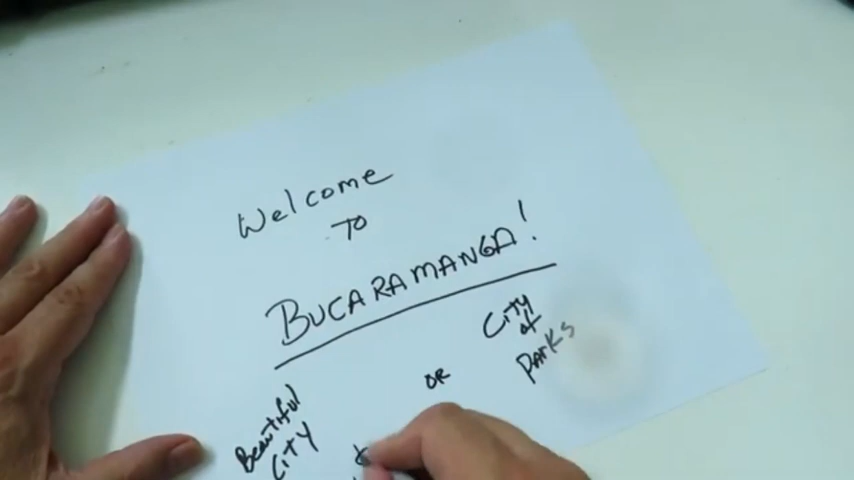 Welcome
TO
BUCARAMANGA!
Beautiful
CITY
OR
CITY
of
PARKS